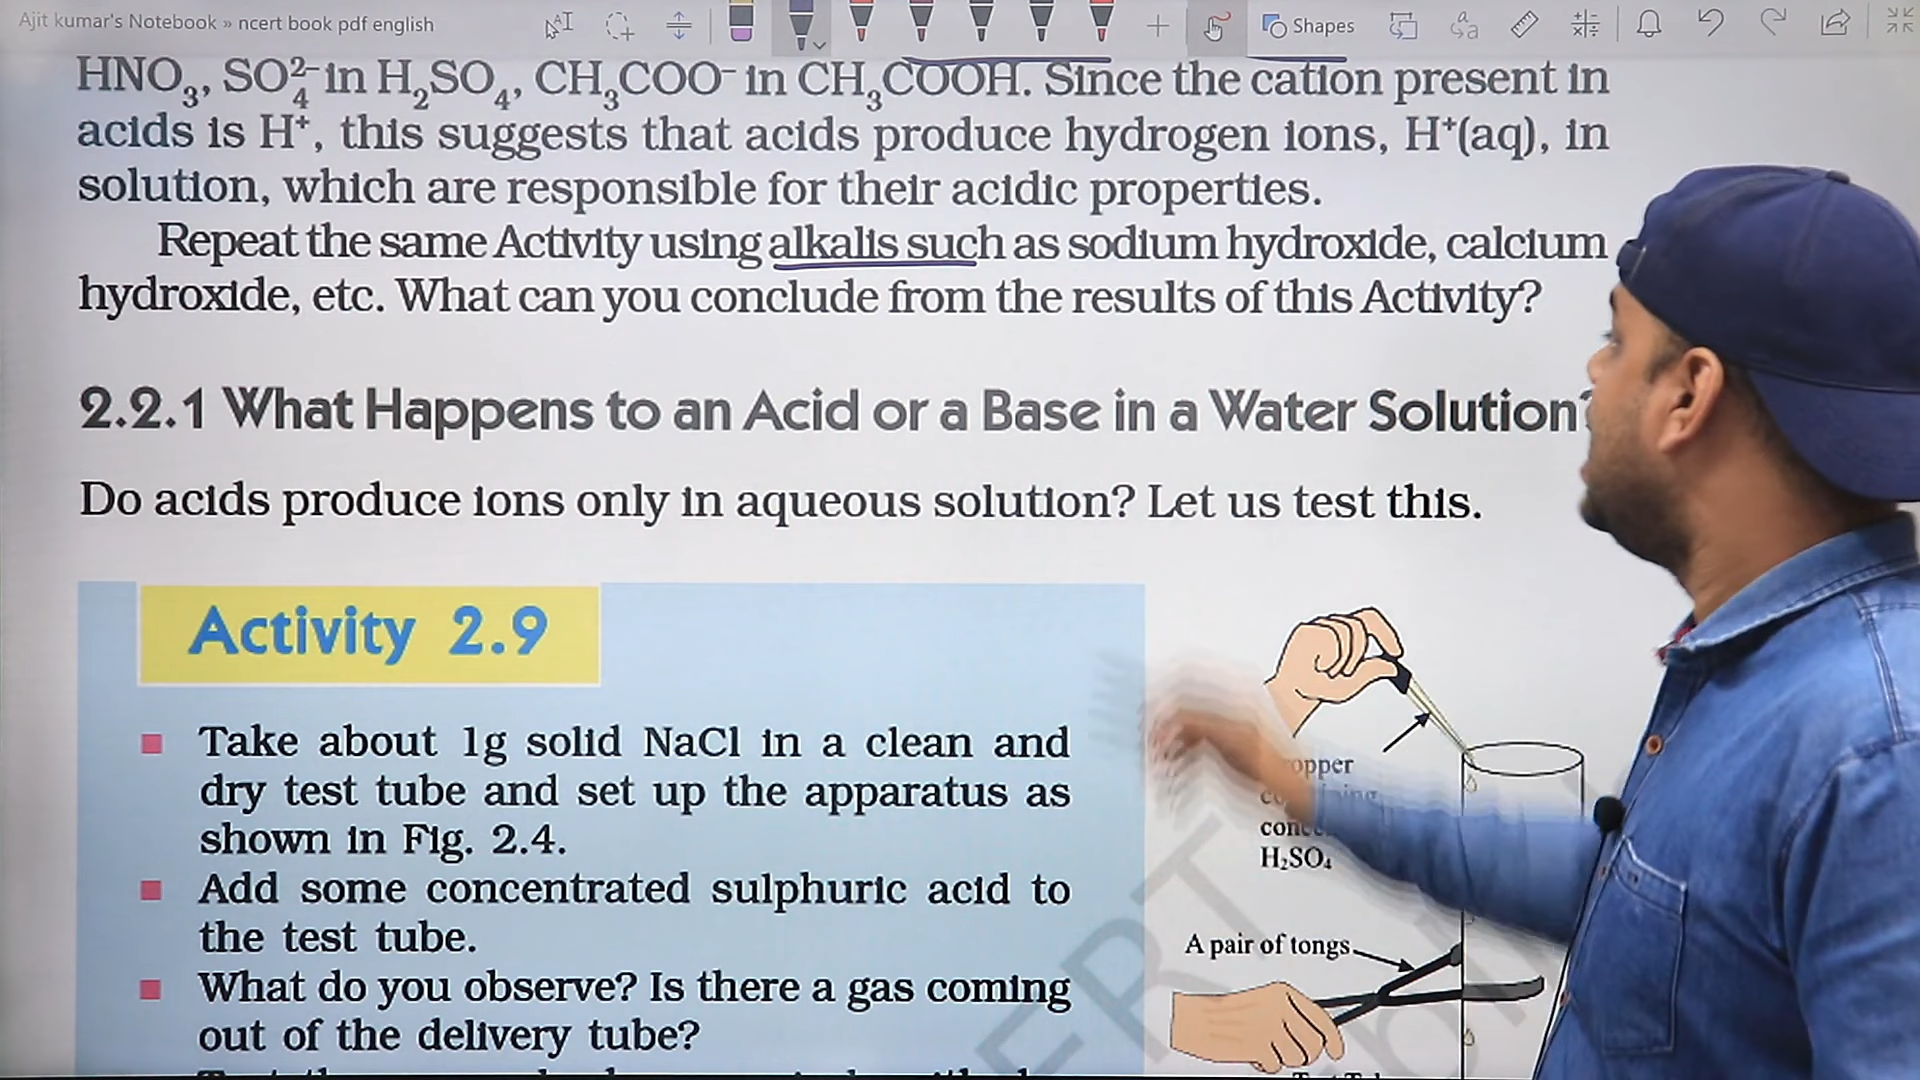 Ajit kumar's Notebook » ncert book pdf english
Shapes
HNO₃, SO₄²⁻ in H₂SO₄, CH₃COO⁻ in CH₃COOH. Since the cation present in
acids is H⁺, this suggests that acids produce hydrogen ions, H⁺(aq), in
solution, which are responsible for their acidic properties.
Repeat the same Activity using alkalis such as sodium hydroxide, calcium
hydroxide, etc. What can you conclude from the results of this Activity?
2.2.1 What Happens to an Acid or a Base in a Water Solution?
Do acids produce ions only in aqueous solution? Let us test this.
Activity 2.9
Take about 1g solid NaCl in a clean and
dry test tube and set up the apparatus as
shown in Fig. 2.4.
Add some concentrated sulphuric acid to
the test tube.
What do you observe? Is there a gas coming
out of the delivery tube?
H₂SO₄
A pair of tongs